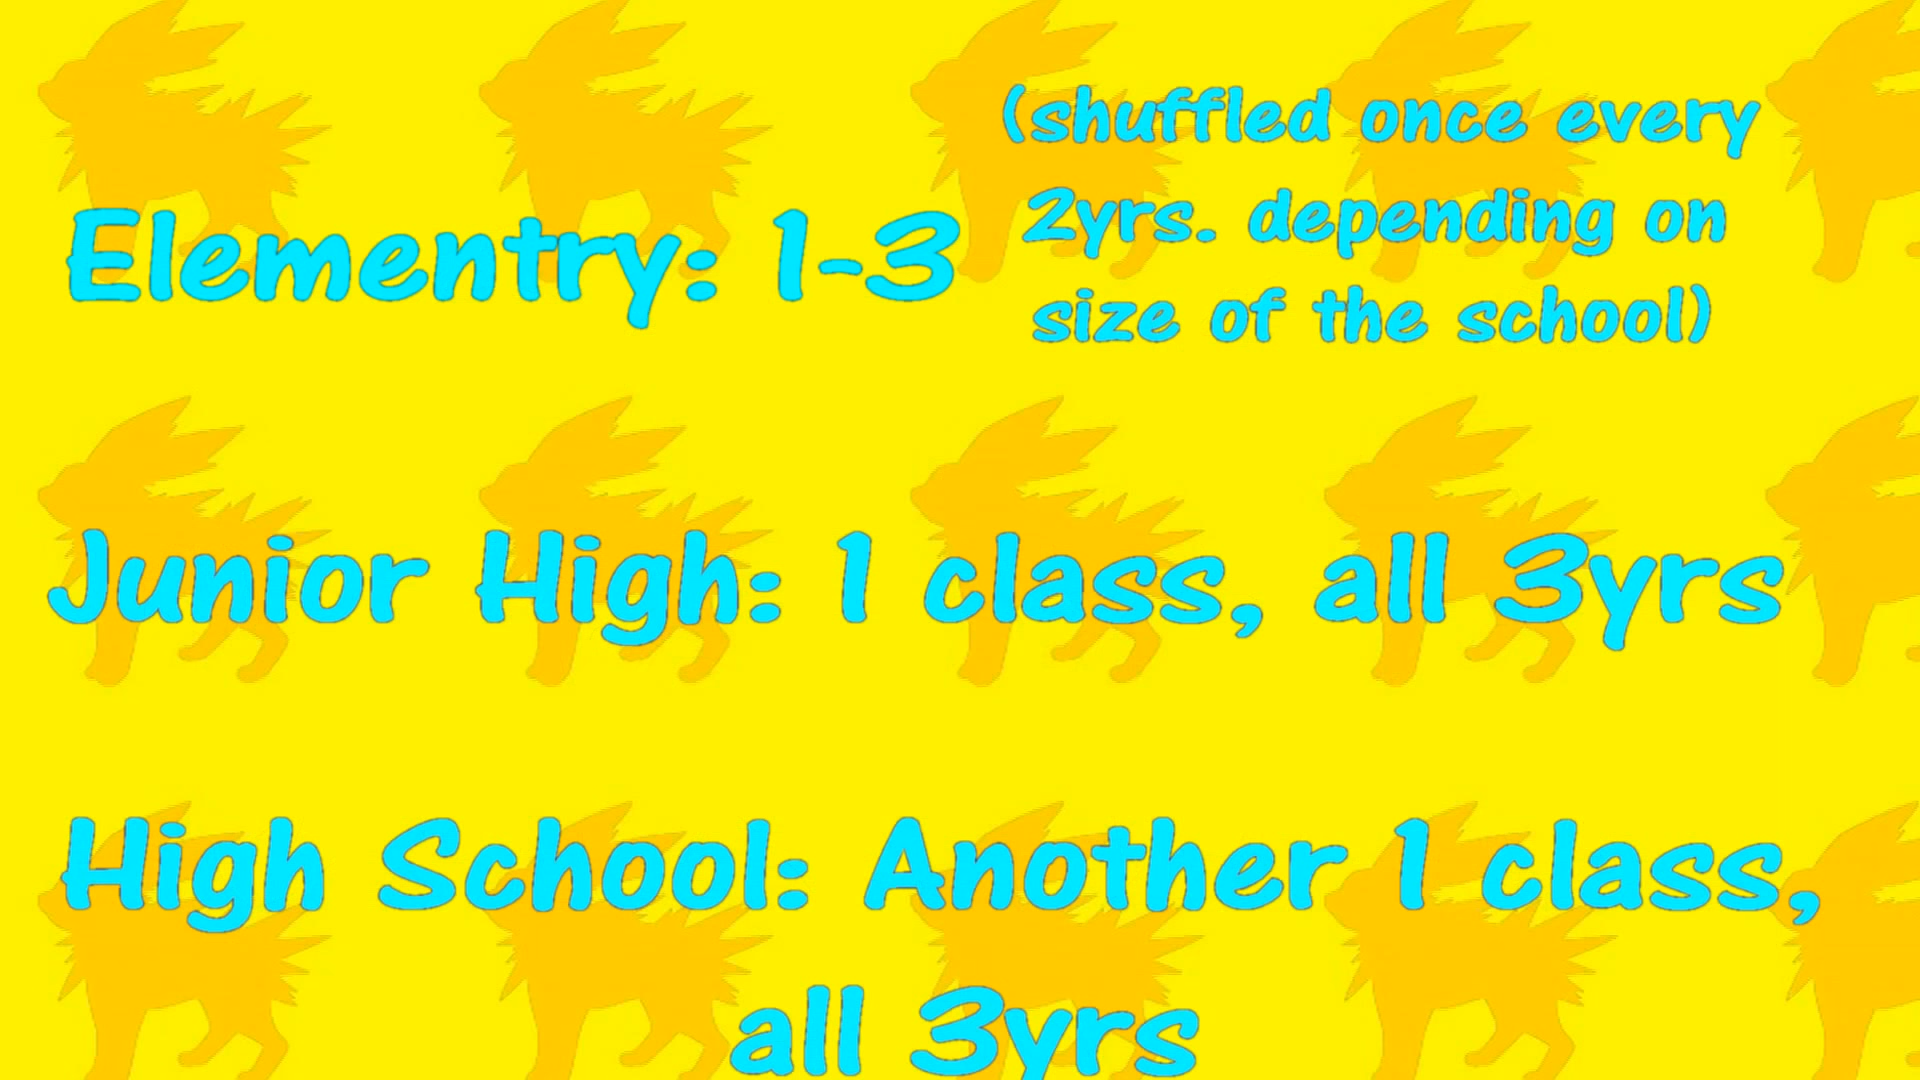 Elementry: 1-3
(shuffled once every
2yrs. depending on
size of the school)
Junior High: 1 class, all 3yrs
High School: Another 1 class,
all 3yrs